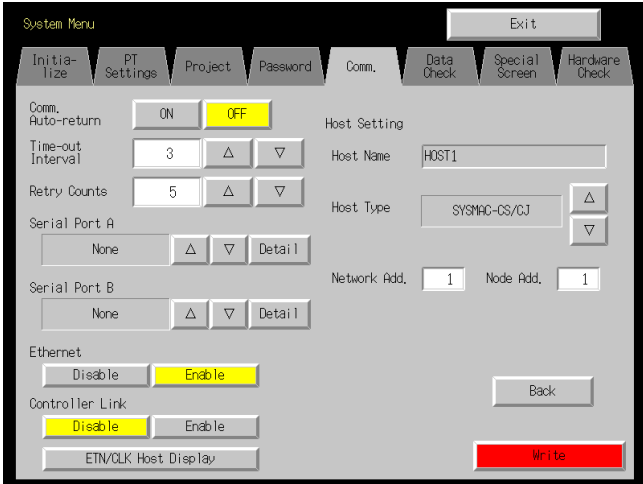 System Menu
Exit
Initia-
lize
PT
Settings
Project
Password
Comm.
Data
Check
Special
Screen
Hardware
Check
Comm.
Auto-return
ON
OFF
Time-out
Interval
3
△
▽
Retry Counts
5
△
▽
Serial Port A
None
△
▽
Detail
Serial Port B
None
△
▽
Detail
Ethernet
Disable
Enable
Controller Link
Disable
Enable
ETN/CLK Host Display
Host Setting
Host Name
HOST1
Host Type
SYSMAC-CS/CJ
△
▽
Network Add.
1
Node Add.
1
Back
Write